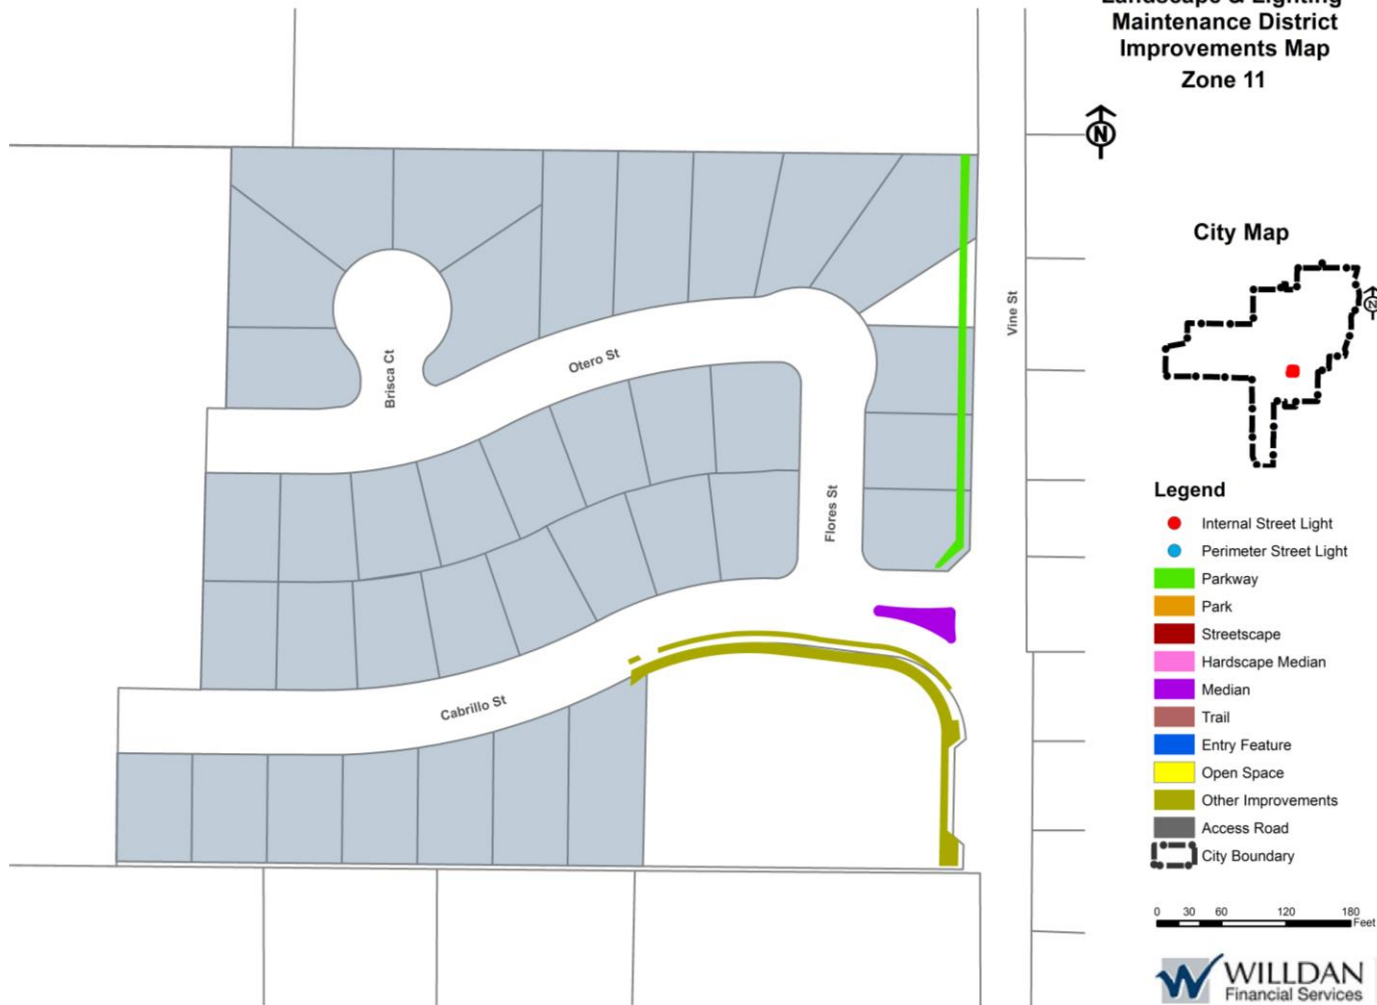 Landscape & Lighting
Maintenance District
Improvements Map
Zone 11
N
City Map
N
Vine St
Otero St
Brisca Ct
Flores St
Cabrillo St
Legend
Internal Street Light
Perimeter Street Light
Parkway
Park
Streetscape
Hardscape Median
Median
Trail
Entry Feature
Open Space
Other Improvements
Access Road
City Boundary
0 30 60 120 180
Feet
WILLDAN
Financial Services